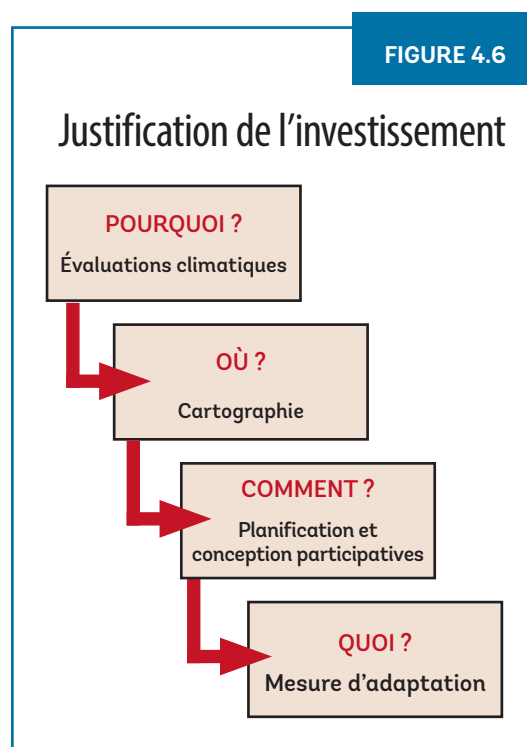 FIGURE 4.6
Justification de l’investissement
POURQUOI ?
Évaluations climatiques
OÙ ?
Cartographie
COMMENT ?
Planification et
conception participatives
QUOI ?
Mesure d’adaptation